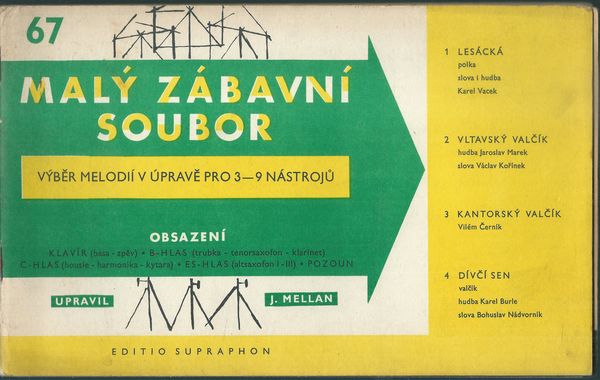 67
MALÝ ZÁBAVNÍ
SOUBOR
VÝBĚR MELODIÍ V ÚPRAVĚ PRO 3—9 NÁSTROJŮ
OBSAZENÍ
KLAVÍR (basa - zpěv) • B-HLAS (trubka - tenorsaxofon - klarinet)
C-HLAS (housle - harmonika - kytara) • ES-HLAS (altsaxofon I - III) • POZOUN
UPRAVIL
J. MELLAN
EDITIO SUPRAPHON
1 LESÁCKÁ
polka
slova i hudba
Karel Vacek
2 VLTAVSKÝ VALČÍK
hudba Jaroslav Marek
slova Václav Kořínek
3 KANTORSKÝ VALČÍK
Vilém Černík
4 DÍVČÍ SEN
valčík
hudba Karel Burle
slova Bohuslav Nádvorník